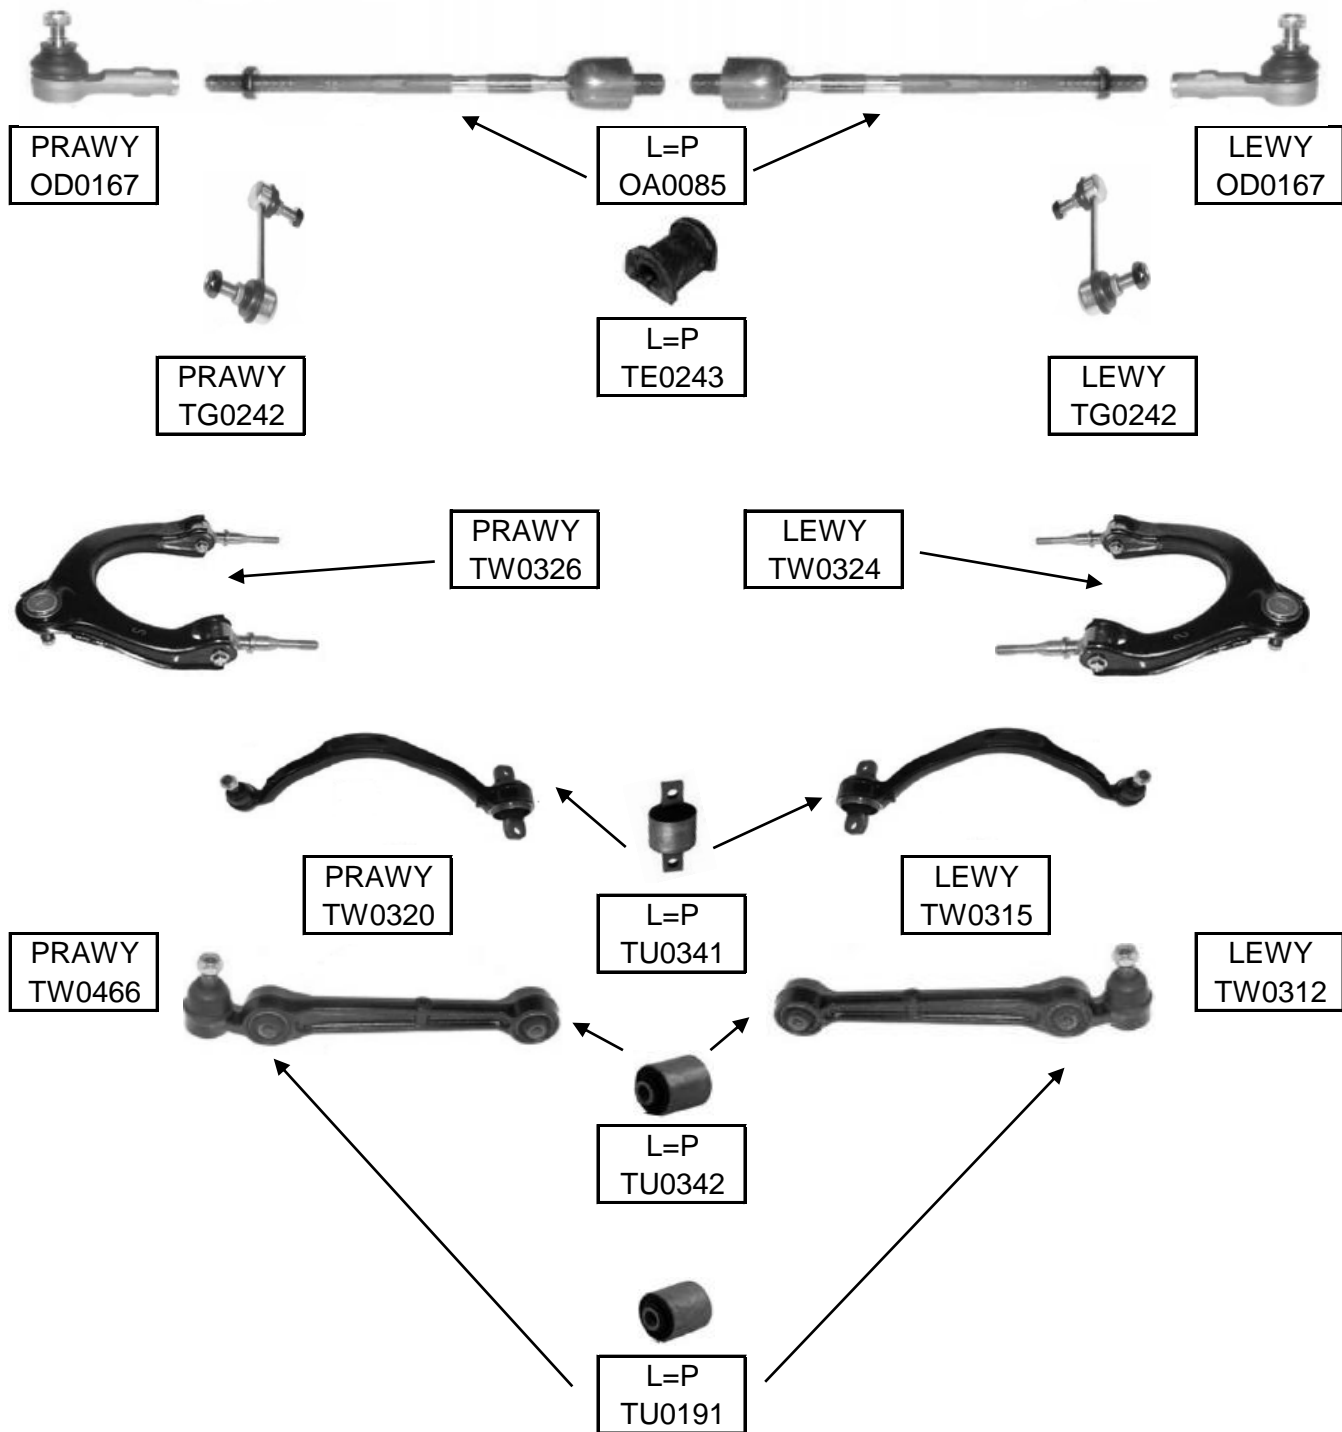 PRAWY
OD0167
L=P
OA0085
LEWY
OD0167
L=P
TE0243
PRAWY
TG0242
LEWY
TG0242
PRAWY
TW0326
LEWY
TW0324
PRAWY
TW0320
LEWY
TW0315
L=P
TU0341
PRAWY
TW0466
LEWY
TW0312
L=P
TU0342
L=P
TU0191